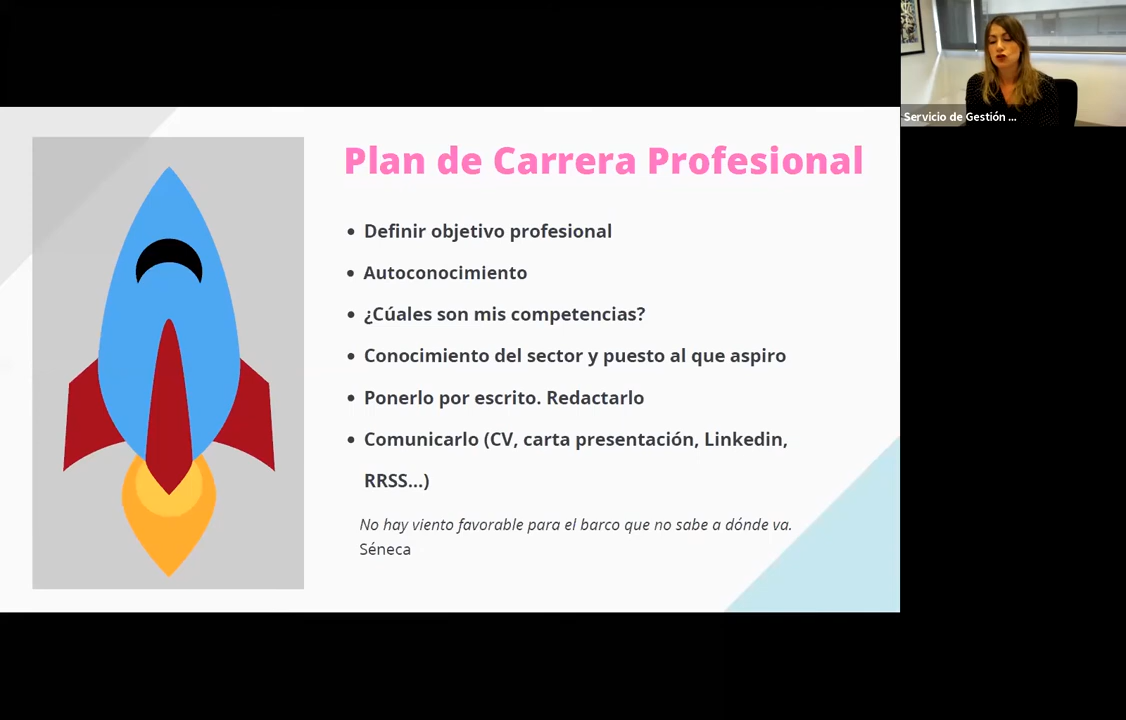 Servicio de Gestión ...
Plan de Carrera Profesional
• Definir objetivo profesional
• Autoconocimiento
• ¿Cúales son mis competencias?
• Conocimiento del sector y puesto al que aspiro
• Ponerlo por escrito. Redactarlo
• Comunicarlo (CV, carta presentación, Linkedin,
RRSS...)
No hay viento favorable para el barco que no sabe a dónde va.
Séneca